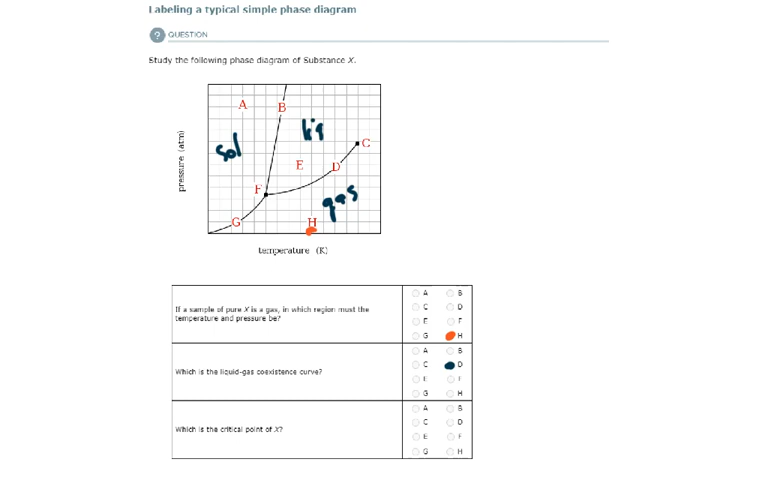 Labeling a typical simple phase diagram
? QUESTION
Study the following phase diagram of Substance X.
pressure (atm)
A
B
sol
liq
C
E
D
F
gas
G
H
temperature (K)
If a sample of pure X is a gas, in which region must the
temperature and pressure be?
A B
C D
E F
G H
Which is the liquid-gas coexistence curve?
A B
C D
E F
G H
Which is the critical point of X?
A B
C D
E F
G H